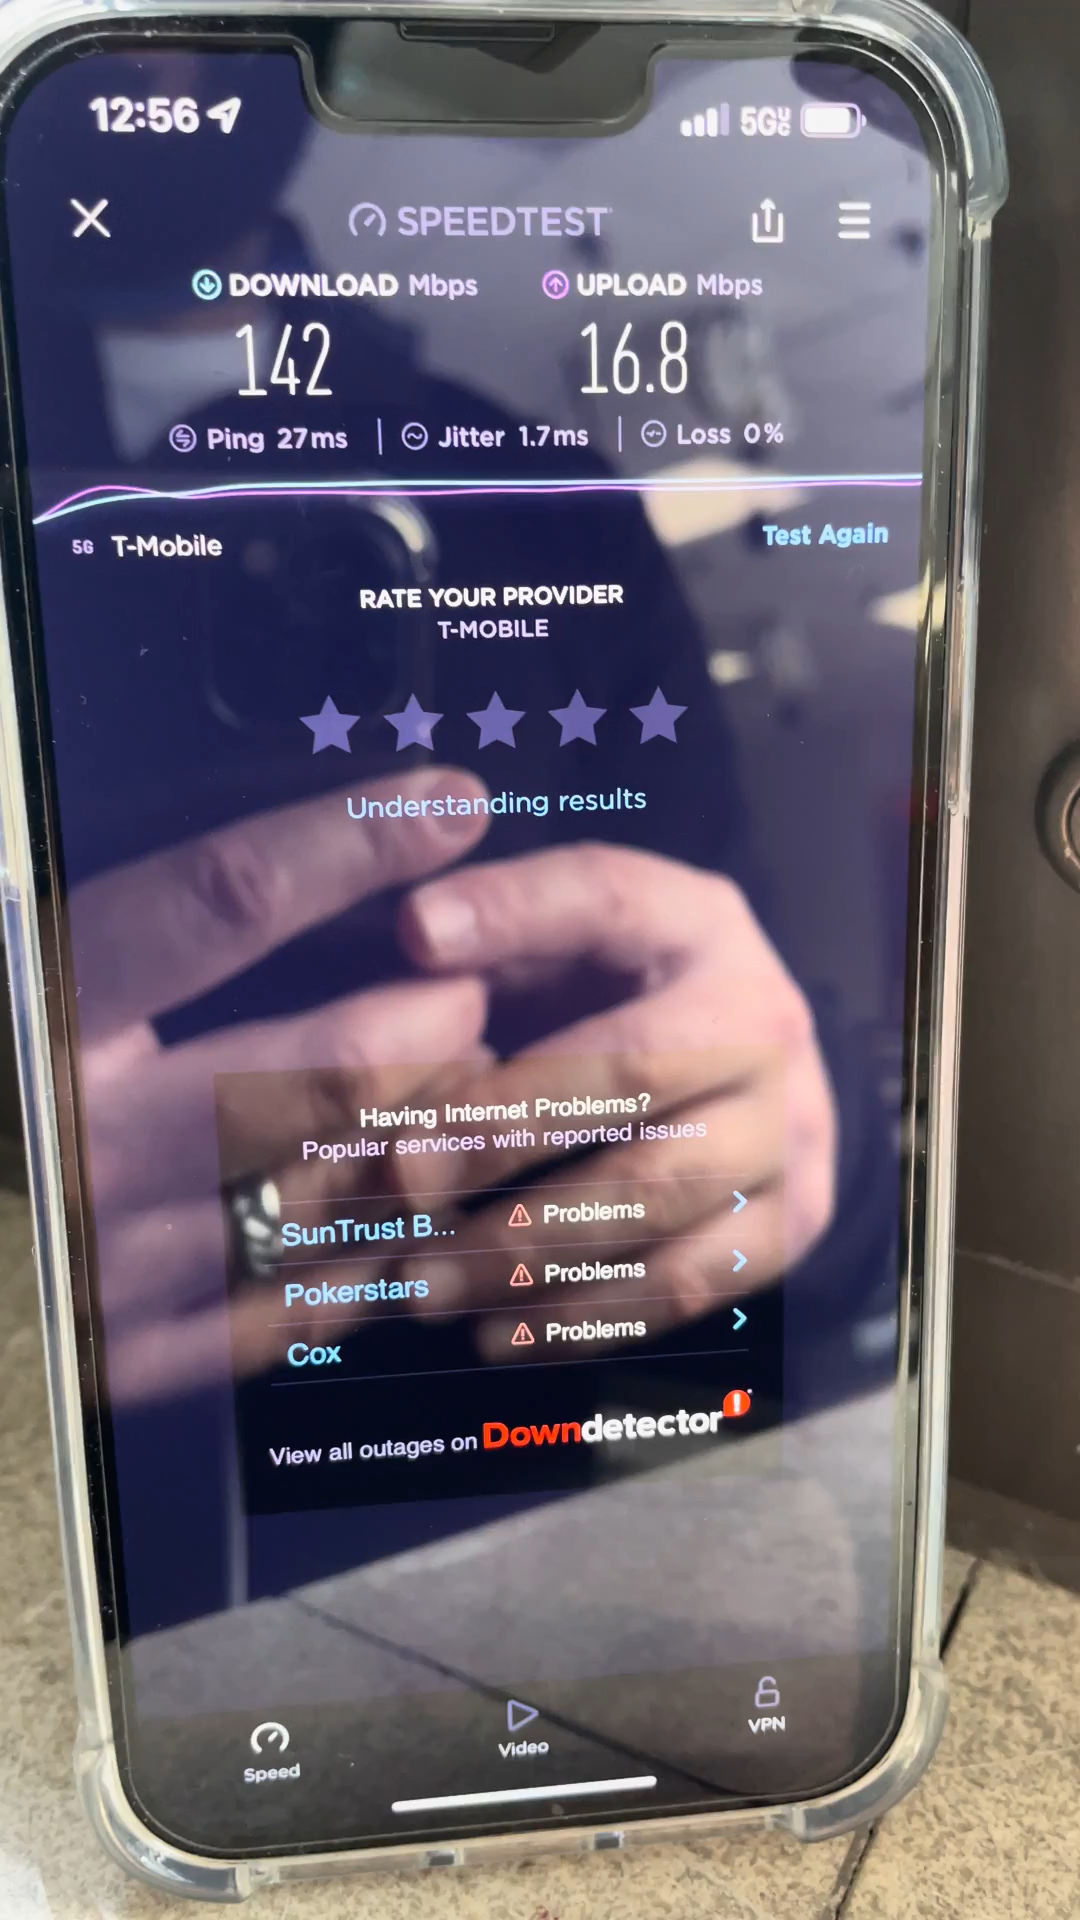 12:56 5GUC
SPEEDTEST
DOWNLOAD Mbps UPLOAD Mbps
142 16.8
Ping 27ms Jitter 1.7ms Loss 0%
5G T-Mobile Test Again
RATE YOUR PROVIDER
T-MOBILE
Understanding results
Having Internet Problems?
Popular services with reported issues
SunTrust B... Problems
Pokerstars Problems
Cox Problems
View all outages on Downdetector
Speed Video VPN